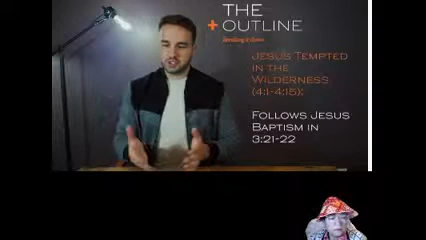 THE
+ OUTLINE
JESUS TEMPTED
IN THE
WILDERNESS
(4:1-4:15):
FOLLOWS JESUS
BAPTISM IN
3:21-22